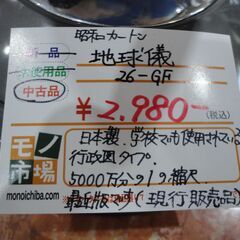 昭和カートン
新品
地球儀
未使用品
26-GF
中古品
¥2,980-(税込)
モノ市場
monoichiba.com
日本製.学校でも使用されている
行政図タイプ.
5000万分の1の縮尺
最新版です(現行販売品)